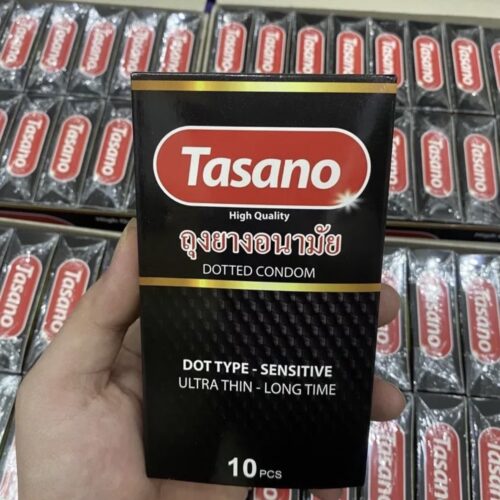 Tasano
High Quality
ถุงยางอนามัย
DOTTED CONDOM
DOT TYPE - SENSITIVE
ULTRA THIN - LONG TIME
10 PCS